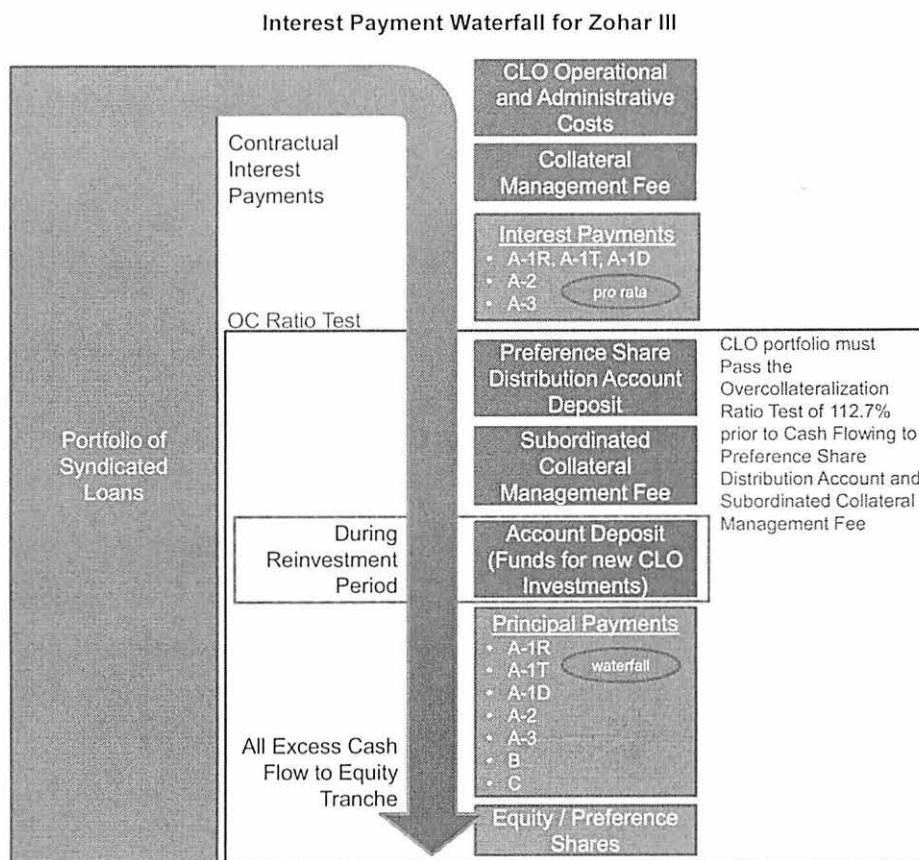 Interest Payment Waterfall for Zohar III
CLO Operational
and Administrative
Costs
Contractual
Interest
Payments
Collateral
Management Fee
Interest Payments
• A-1R, A-1T, A-1D
• A-2
• A-3
pro rata
OC Ratio Test
Portfolio of
Syndicated
Loans
Preference Share
Distribution Account
Deposit
CLO portfolio must
Pass the
Overcollateralization
Ratio Test of 112.7%
prior to Cash Flowing to
Preference Share
Distribution Account and
Subordinated Collateral
Management Fee
Subordinated
Collateral
Management Fee
During
Reinvestment
Period
Account Deposit
(Funds for new CLO
Investments)
Principal Payments
• A-1R
• A-1T
• A-1D
• A-2
• A-3
• B
• C
waterfall
All Excess Cash
Flow to Equity
Tranche
Equity / Preference
Shares